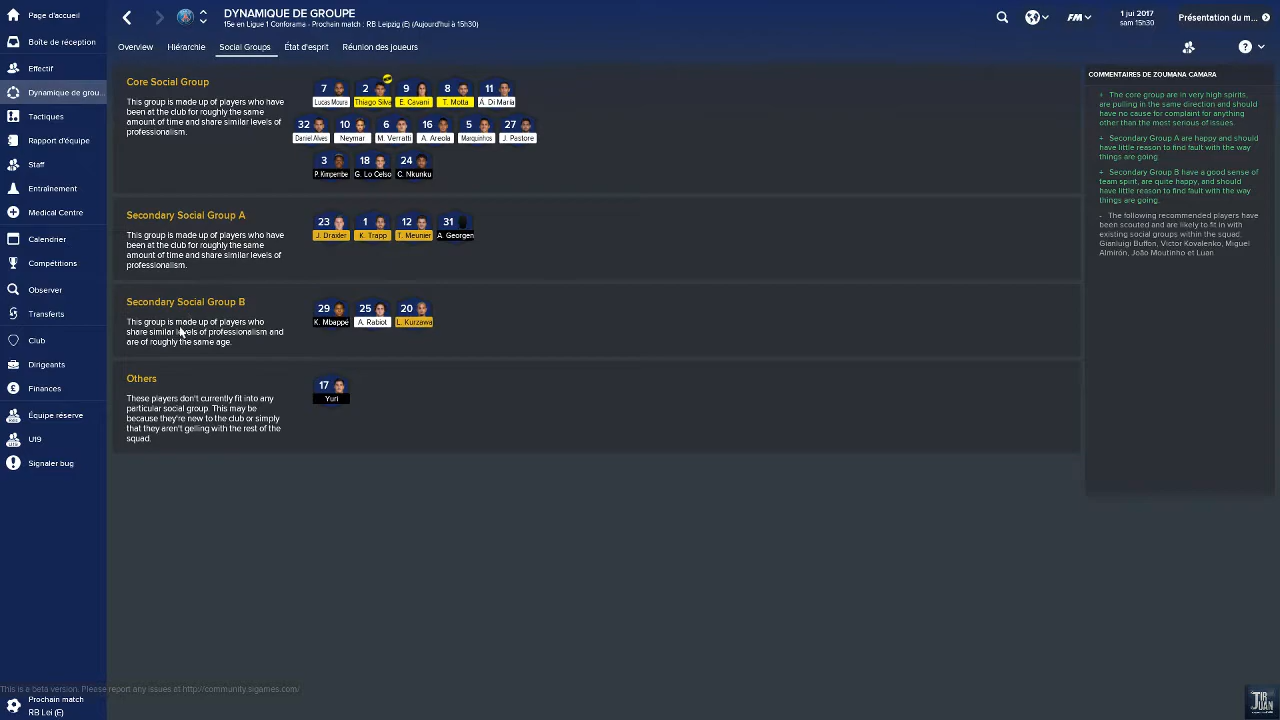 Page d'accueil
Boîte de réception
Effectif
Dynamique de grou...
Tactiques
Rapport d'équipe
Staff
Entraînement
Medical Centre
Calendrier
Compétitions
Observer
Transferts
Club
Dirigeants
Finances
Équipe réserve
U19
Signaler bug
Prochain match
RB Lei (E)
DYNAMIQUE DE GROUPE
15e en Ligue 1 Conforama - Prochain match : RB Leipzig (E) (Aujourd'hui à 15h30)
FM
1 jui 2017
sam 15h30
Présentation du m...
Overview Hiérarchie Social Groups État d'esprit Réunion des joueurs
?
Core Social Group
This group is made up of players who have
been at the club for roughly the same
amount of time and share similar levels of
professionalism.
7 2 9 8 11
Lucas Moura Thiago Silva E. Cavani T. Motta Á. Di María
32 10 6 16 5 27
Daniel Alves Neymar M. Verratti A. Areola Marquinhos J. Pastore
3 18 24
P. Kimpembe G. Lo Celso C. Nkunku
Secondary Social Group A
This group is made up of players who have
been at the club for roughly the same
amount of time and share similar levels of
professionalism.
23 1 12 31
J. Draxler K. Trapp T. Meunier A. Georgen
Secondary Social Group B
This group is made up of players who
share similar levels of professionalism and
are of roughly the same age.
29 25 20
K. Mbappé A. Rabiot L. Kurzawa
Others
These players don't currently fit into any
particular social group. This may be
because they're new to the club or simply
that they aren't gelling with the rest of the
squad.
17
Yuri
COMMENTAIRES DE ZOUMANA CAMARA
+ The core group are in very high spirits,
are pulling in the same direction and should
have no cause for complaint for anything
other than the most serious of issues.
+ Secondary Group A are happy and should
have little reason to find fault with the way
things are going.
+ Secondary Group B have a good sense of
team spirit, are quite happy, and should
have little reason to find fault with the way
things are going.
- The following recommended players have
been scouted and are likely to fit in with
existing social groups within the squad:
Gianluigi Buffon, Victor Kovalenko, Miguel
Almirón, João Moutinho et Luan
This is a beta version. Please report any issues at http://community.sigames.com/